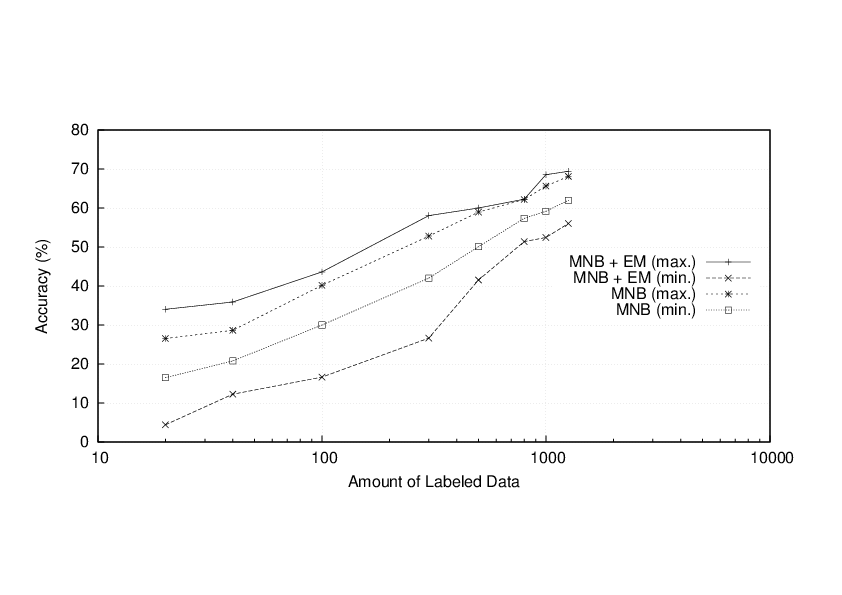 80
70
60
50
40
30
20
10
0
Accuracy (%)
MNB + EM (max.)
MNB + EM (min.)
MNB (max.)
MNB (min.)
10 100 1000 10000
Amount of Labeled Data